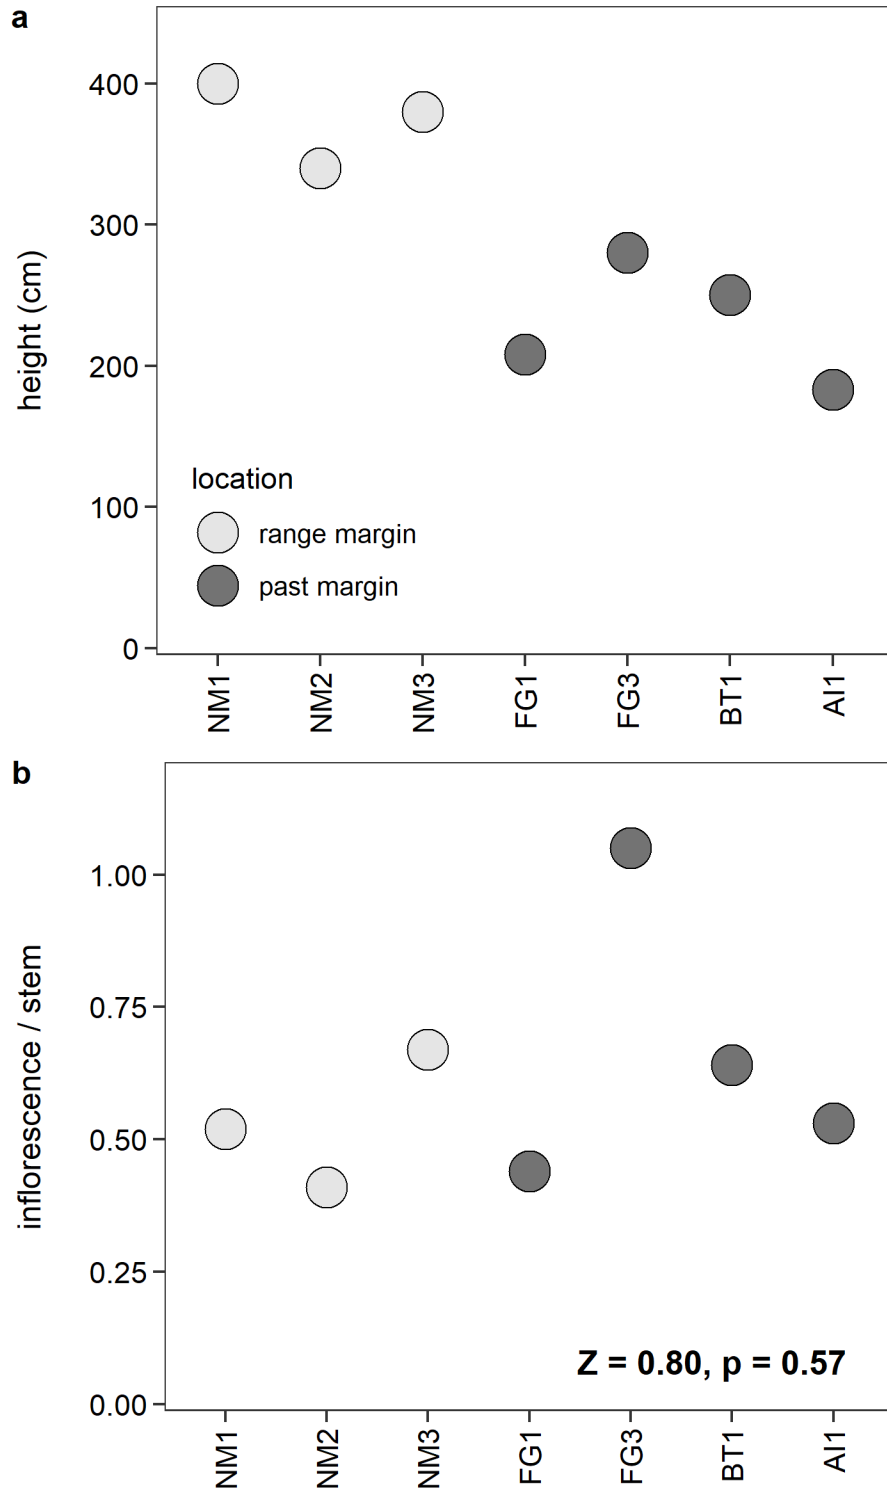 a
height (cm)
400
300
200
100
0
location
range margin
past margin
NM1
NM2
NM3
FG1
FG3
BT1
AI1
b
inflorescence / stem
1.00
0.75
0.50
0.25
0.00
Z = 0.80, p = 0.57
NM1
NM2
NM3
FG1
FG3
BT1
AI1